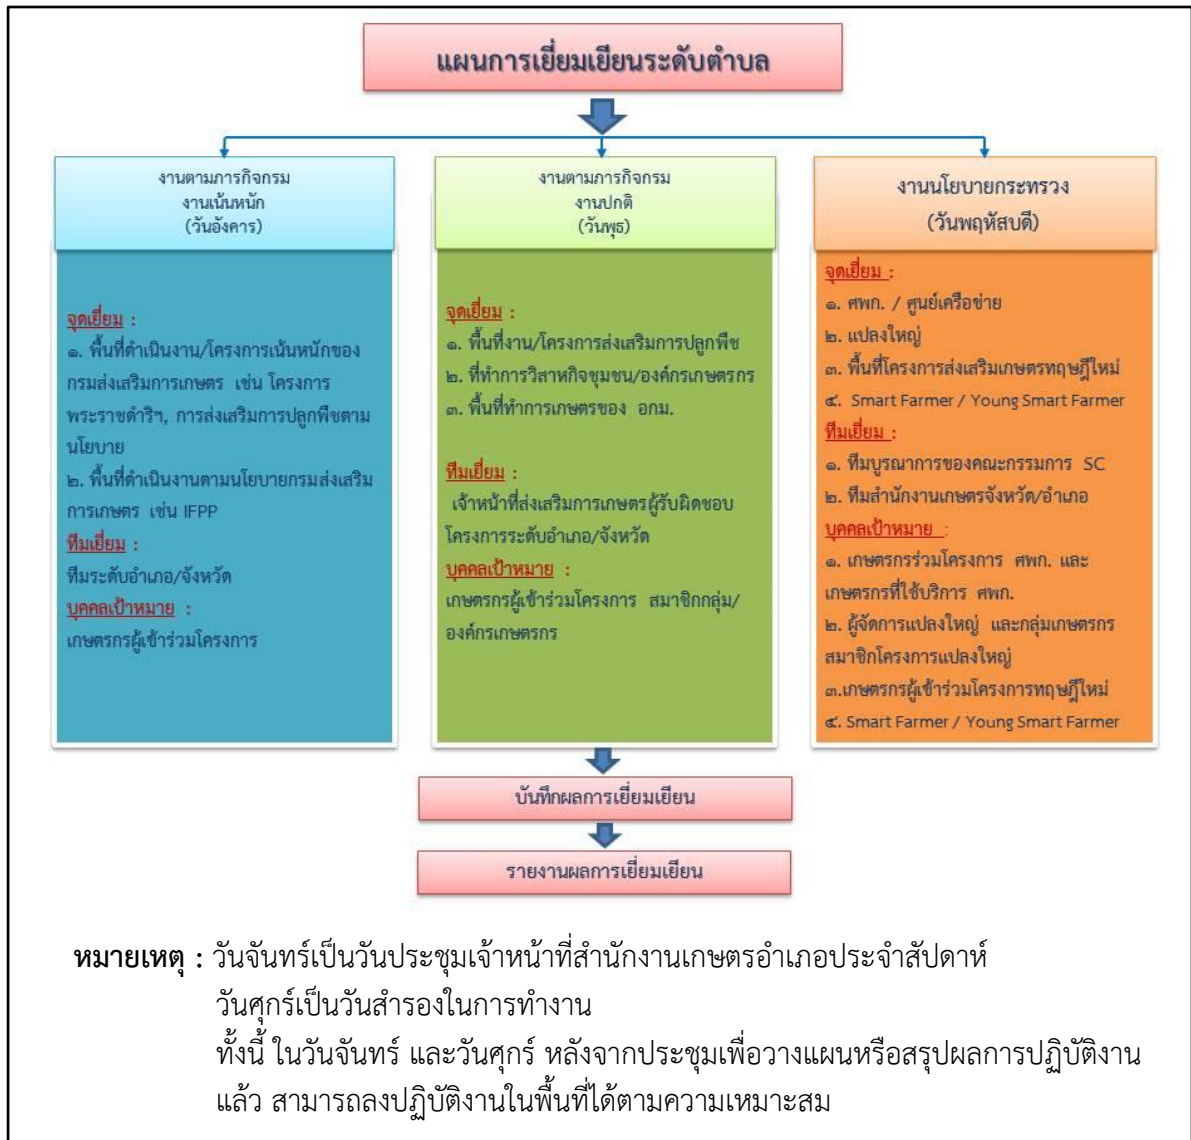 แผนการเยี่ยมเยียนระดับตำบล
งานตามภารกิจกรม
งานเน้นหนัก
(วันอังคาร)
จุดเยี่ยม :
๑. พื้นที่ดำเนินงาน/โครงการเน้นหนักของ
กรมส่งเสริมการเกษตร เช่น โครงการ
พระราชดำริฯ, การส่งเสริมการปลูกพืชตาม
นโยบาย
๒. พื้นที่ดำเนินงานตามนโยบายกรมส่งเสริม
การเกษตร เช่น IFPP
ทีมเยี่ยม :
ทีมระดับอำเภอ/จังหวัด
บุคคลเป้าหมาย :
เกษตรกรผู้เข้าร่วมโครงการ
งานตามภารกิจกรม
งานปกติ
(วันพุธ)
จุดเยี่ยม :
๑. พื้นที่งาน/โครงการส่งเสริมการปลูกพืช
๒. ที่ทำการวิสาหกิจชุมชน/องค์กรเกษตรกร
๓. พื้นที่ทำการเกษตรของ อกม.
ทีมเยี่ยม :
เจ้าหน้าที่ส่งเสริมการเกษตรผู้รับผิดชอบ
โครงการระดับอำเภอ/จังหวัด
บุคคลเป้าหมาย :
เกษตรกรผู้เข้าร่วมโครงการ สมาชิกกลุ่ม/
องค์กรเกษตรกร
งานนโยบายกระทรวง
(วันพฤหัสบดี)
จุดเยี่ยม :
๑. ศพก. / ศูนย์เครือข่าย
๒. แปลงใหญ่
๓. พื้นที่โครงการส่งเสริมเกษตรทฤษฎีใหม่
๔. Smart Farmer / Young Smart Farmer
ทีมเยี่ยม :
๑. ทีมบูรณาการของคณะกรรมการ SC
๒. ทีมสำนักงานเกษตรจังหวัด/อำเภอ
บุคคลเป้าหมาย :
๑. เกษตรกรร่วมโครงการ ศพก. และ
เกษตรกรที่ใช้บริการ ศพก.
๒. ผู้จัดการแปลงใหญ่ และกลุ่มเกษตรกร
สมาชิกโครงการแปลงใหญ่
๓.เกษตรกรผู้เข้าร่วมโครงการทฤษฎีใหม่
๔. Smart Farmer / Young Smart Farmer
บันทึกผลการเยี่ยมเยียน
รายงานผลการเยี่ยมเยียน
หมายเหตุ : วันจันทร์เป็นวันประชุมเจ้าหน้าที่สำนักงานเกษตรอำเภอประจำสัปดาห์
วันศุกร์เป็นวันสำรองในการทำงาน
ทั้งนี้ ในวันจันทร์ และวันศุกร์ หลังจากประชุมเพื่อวางแผนหรือสรุปผลการปฏิบัติงาน
แล้ว สามารถลงปฏิบัติงานในพื้นที่ได้ตามความเหมาะสม